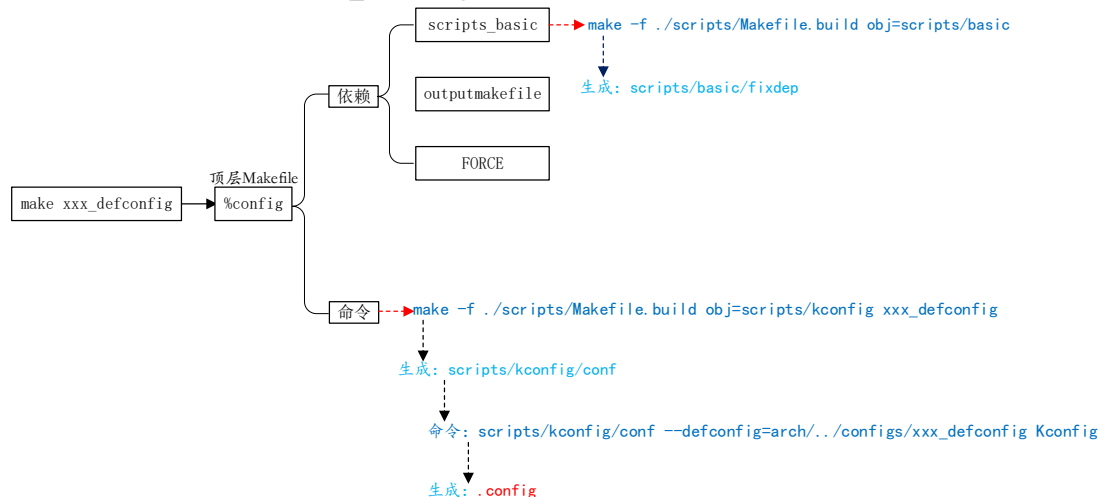 scripts_basic
make -f ./scripts/Makefile.build obj=scripts/basic
生成: scripts/basic/fixdep
依赖
outputmakefile
FORCE
顶层Makefile
make xxx_defconfig
%config
命令
make -f ./scripts/Makefile.build obj=scripts/kconfig xxx_defconfig
生成: scripts/kconfig/conf
命令: scripts/kconfig/conf --defconfig=arch/../configs/xxx_defconfig Kconfig
生成: .config